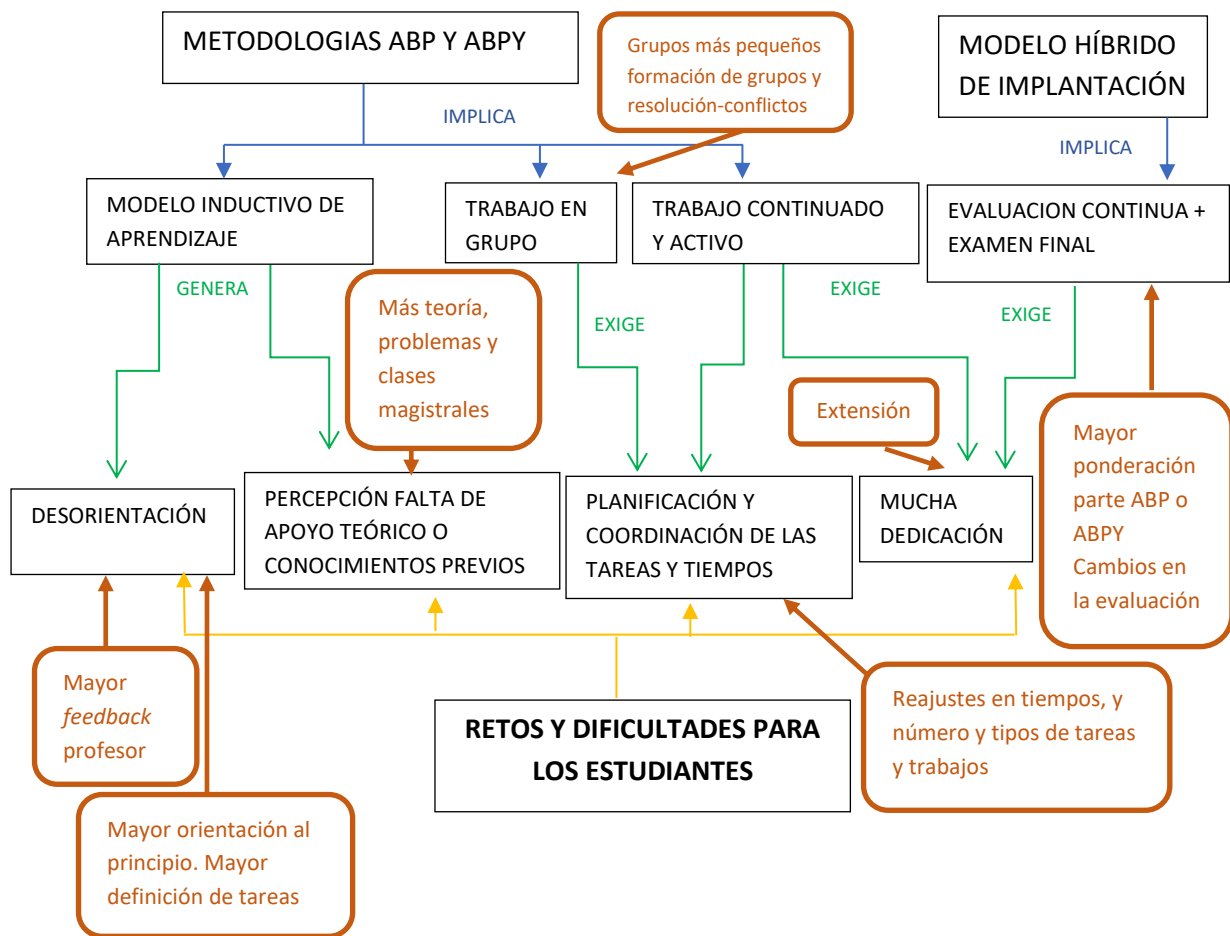 METODOLOGIAS ABP Y ABPY
Grupos más pequeños
formación de grupos y
resolución-conflictos
MODELO HÍBRIDO
DE IMPLANTACIÓN
IMPLICA
IMPLICA
MODELO INDUCTIVO DE
APRENDIZAJE
TRABAJO EN
GRUPO
TRABAJO CONTINUADO
Y ACTIVO
EVALUACION CONTINUA +
EXAMEN FINAL
GENERA
EXIGE
EXIGE
EXIGE
Más teoría,
problemas y
clases
magistrales
Extensión
Mayor
ponderación
parte ABP o
ABPY
Cambios en
la evaluación
DESORIENTACIÓN
PERCEPCIÓN FALTA DE
APOYO TEÓRICO O
CONOCIMIENTOS PREVIOS
PLANIFICACIÓN Y
COORDINACIÓN DE LAS
TAREAS Y TIEMPOS
MUCHA
DEDICACIÓN
Mayor
feedback
profesor
RETOS Y DIFICULTADES PARA
LOS ESTUDIANTES
Reajustes en tiempos, y
número y tipos de tareas
y trabajos
Mayor orientación al
principio. Mayor
definición de tareas